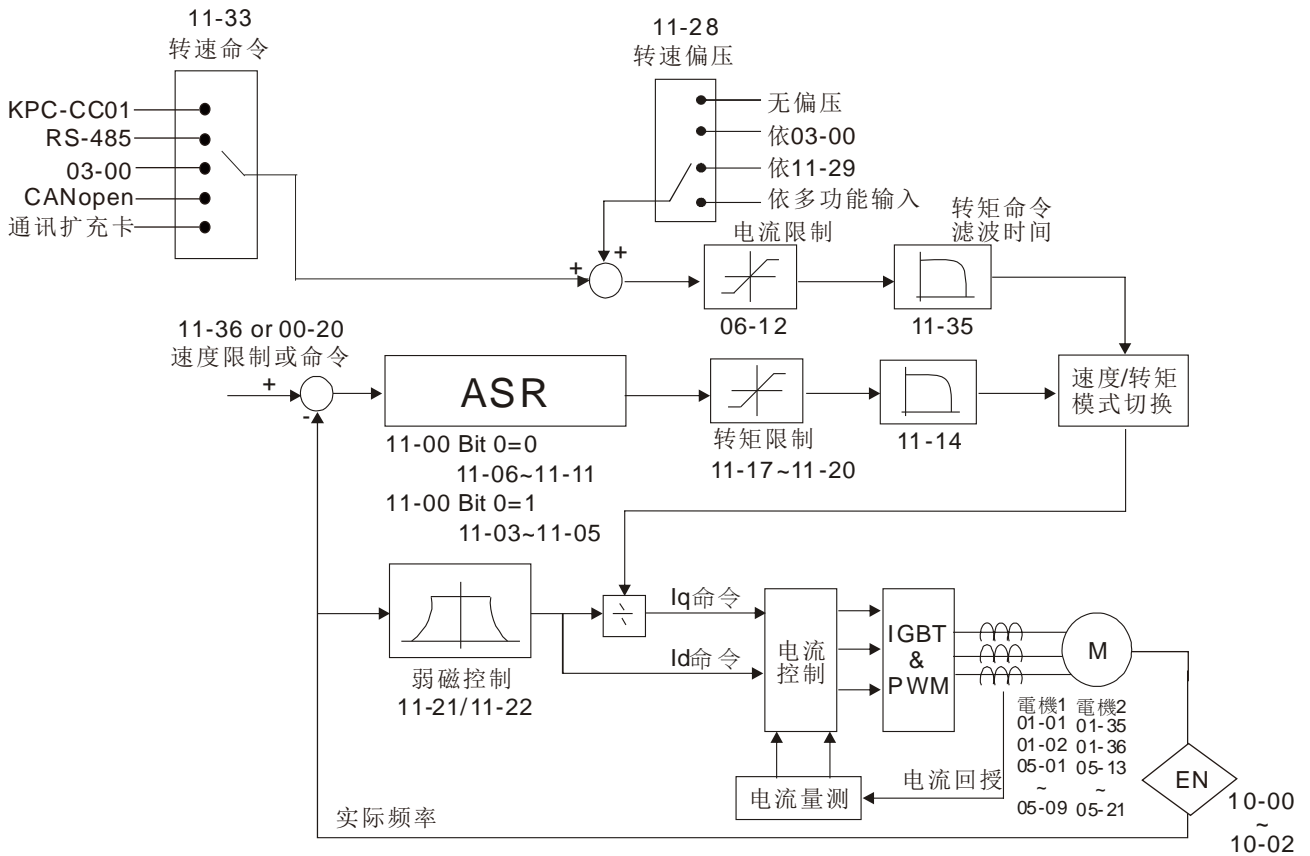 11-33
转速命令
KPC-CC01
RS-485
03-00
CANopen
通讯扩充卡
11-28
转速偏压
无偏压
依03-00
依11-29
依多功能输入
+
+
电流限制
06-12
转矩命令
滤波时间
11-35
11-36 or 00-20
速度限制或命令
+
-
ASR
11-00 Bit 0=0
11-06~11-11
11-00 Bit 0=1
11-03~11-05
转矩限制
11-17~11-20
11-14
速度/转矩
模式切换
弱磁控制
11-21/11-22
Iq命令
Id命令
电流
控制
IGBT
&
PWM
M
電機1 電機2
01-01 01-35
01-02 01-36
05-01 05-13
~ ~
05-09 05-21
电流回授
电流量测
EN
10-00
~
10-02
实际频率